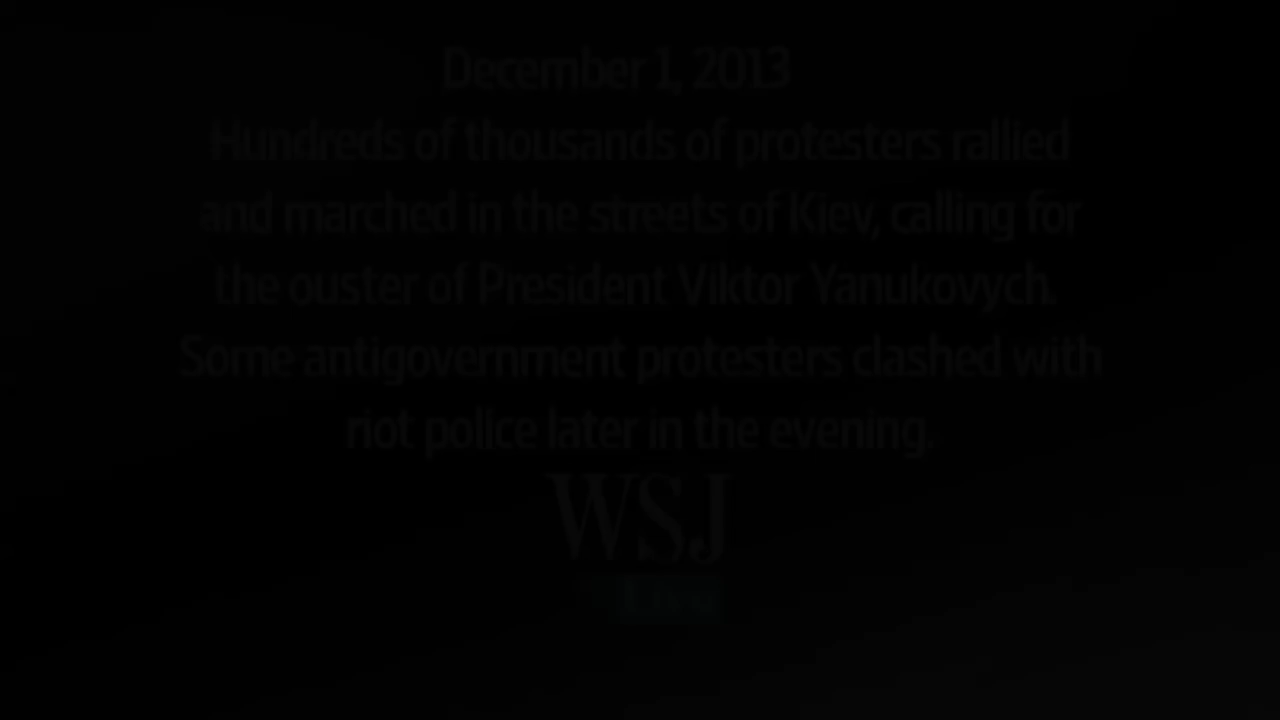 December 1, 2013
Hundreds of thousands of protesters rallied
and marched in the streets of Kiev, calling for
the ouster of President Viktor Yanukovych.
Some antigovernment protesters clashed with
riot police later in the evening.
WSJ
Live